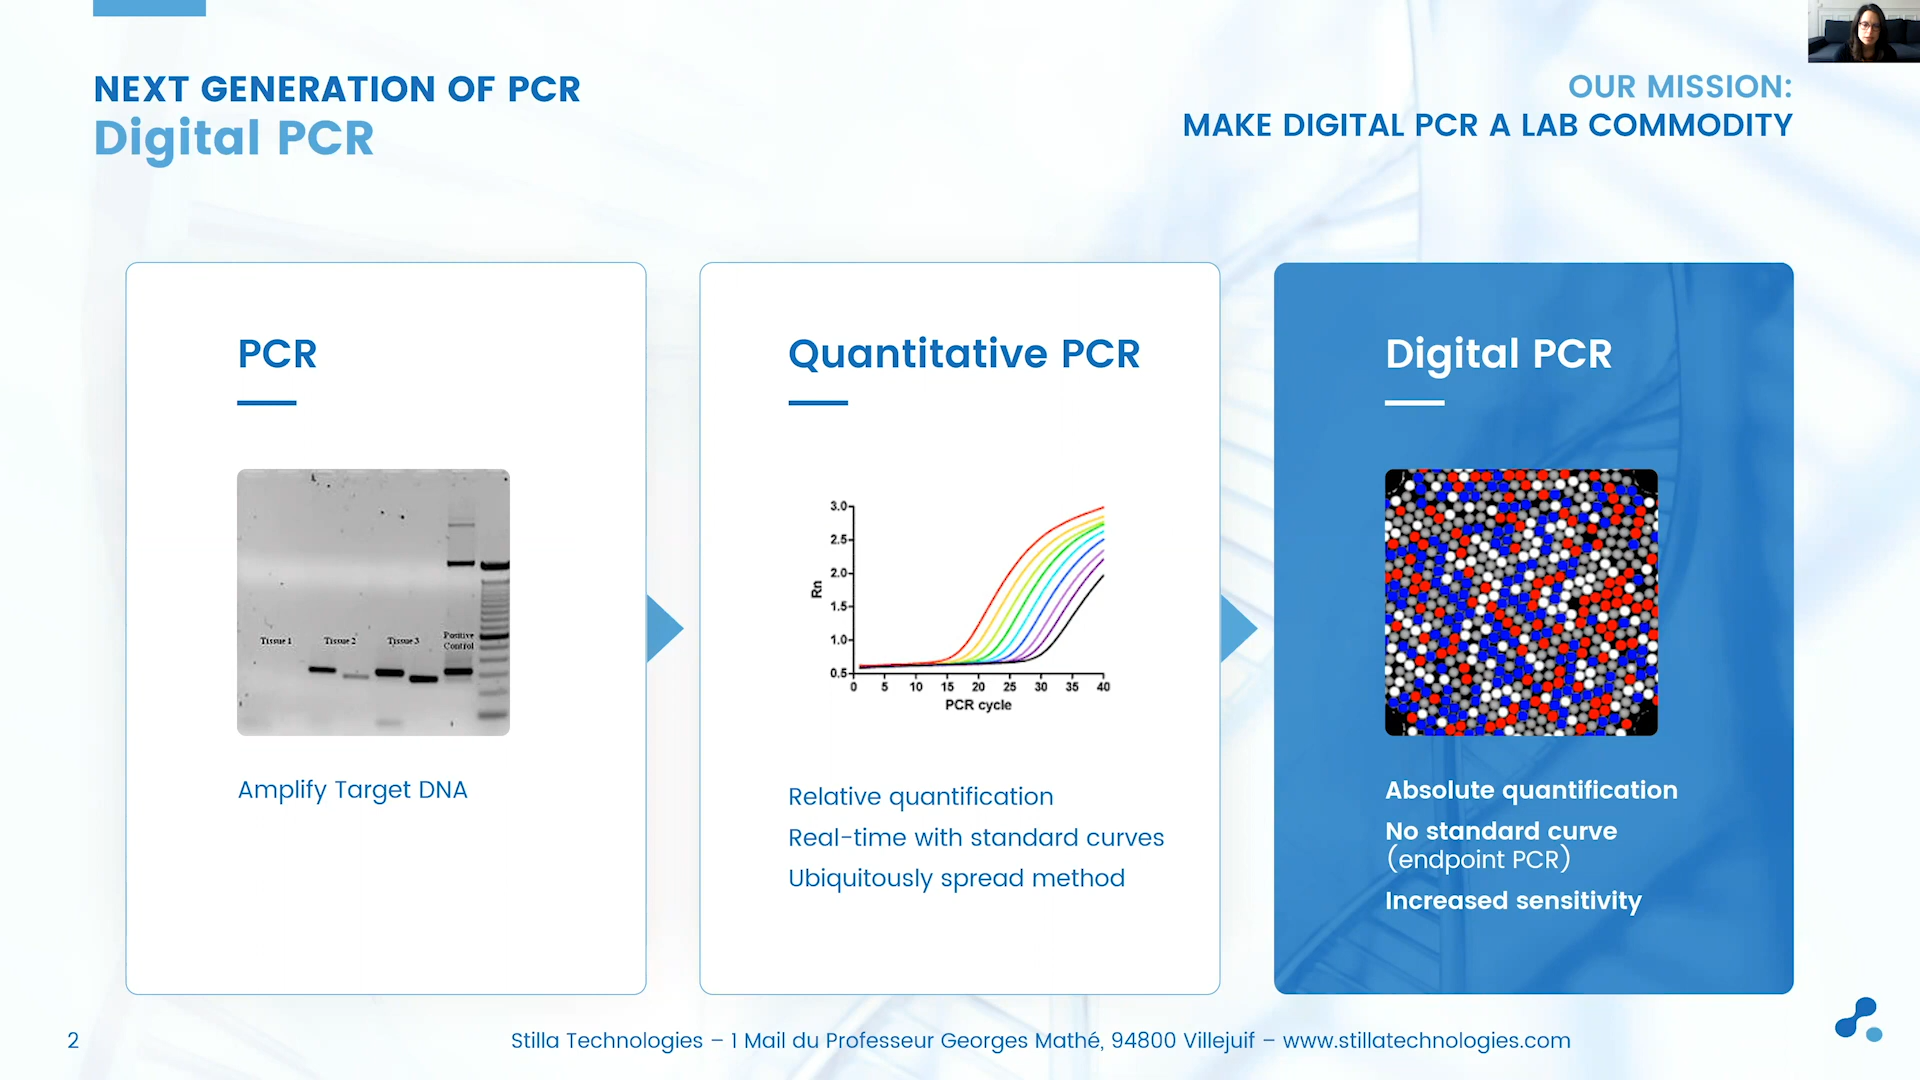 NEXT GENERATION OF PCR
Digital PCR
OUR MISSION:
MAKE DIGITAL PCR A LAB COMMODITY
PCR
Tissue 1
Tissue 2
Tissue 3
Positive
Control
Amplify Target DNA
Quantitative PCR
3.0
2.5
2.0
1.5
1.0
0.5
Rn
0 5 10 15 20 25 30 35 40
PCR cycle
Relative quantification
Real-time with standard curves
Ubiquitously spread method
Digital PCR
Absolute quantification
No standard curve
(endpoint PCR)
Increased sensitivity
2
Stilla Technologies – 1 Mail du Professeur Georges Mathé, 94800 Villejuif – www.stillatechnologies.com